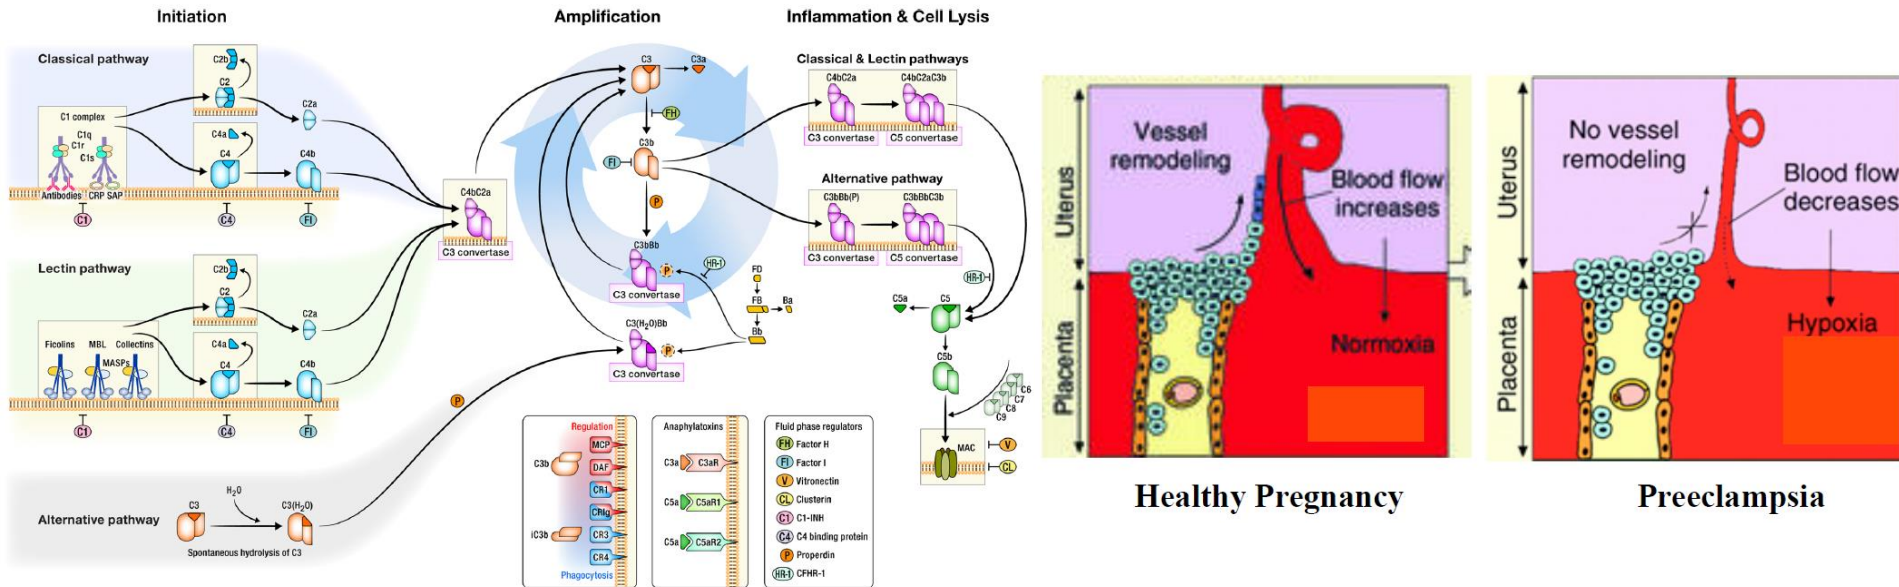 Initiation
Amplification
Inflammation & Cell Lysis
Classical pathway
C2b
C2
C2a
C1 complex
C1q
C1r
C1s
C4a
C4
C4b
Antibodies
CRP SAP
C1
C4
FI
C4bC2a
C3 convertase
Lectin pathway
C2b
C2
C2a
Ficolins
MBL
Collectins
MASPs
C4a
C4
C4b
C1
C4
FI
Alternative pathway
C3
H₂O
C3(H₂O)
Spontaneous hydrolysis of C3
P
C3
C3a
FH
C3b
FI
P
C3bBb
P
HR-1
C3 convertase
FD
FB
Ba
Bb
C3(H₂O)Bb
P
C3 convertase
Classical & Lectin pathways
C4bC2a
C4bC2aC3b
C3 convertase
C5 convertase
Alternative pathway
C3bBb(P)
C3bBbC3b
C3 convertase
C5 convertase
HR-1
C5a
C5
C5b
C6
C7
C8
C9
MAC
V
CL
Regulation
MCP
C3b
DAF
CR1
CRIg
iC3b
CR3
CR4
Phagocytosis
Anaphylatoxins
C3a
C3aR
C5a
C5aR1
C5a
C5aR2
Fluid phase regulators
FH Factor H
FI Factor I
V Vitronectin
CL Clusterin
C1 C1-INH
C4 C4 binding protein
P Properdin
HR-1 CFHR-1
Uterus
Placenta
Vessel
remodeling
Blood flow
increases
Normoxia
Healthy Pregnancy
Uterus
Placenta
No vessel
remodeling
Blood flow
decreases
Hypoxia
Preeclampsia